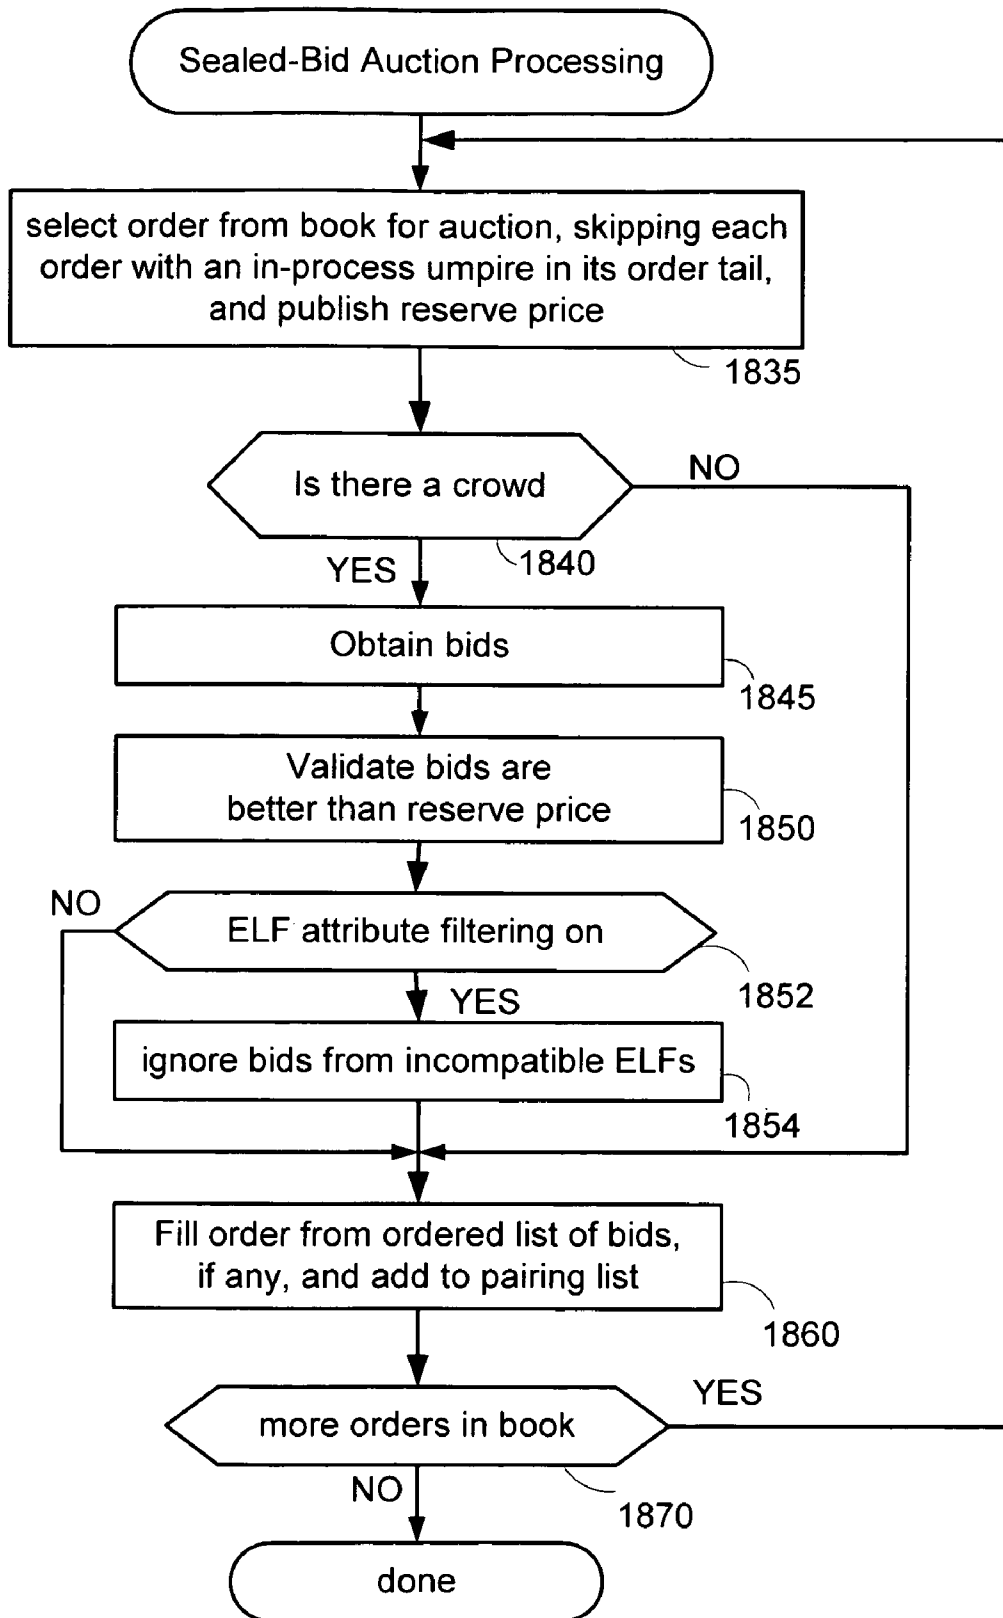 Sealed-Bid Auction Processing
select order from book for auction, skipping each
order with an in-process umpire in its order tail,
and publish reserve price
1835
Is there a crowd
NO
1840
YES
Obtain bids
1845
Validate bids are
better than reserve price
1850
NO
ELF attribute filtering on
1852
YES
ignore bids from incompatible ELFs
1854
Fill order from ordered list of bids,
if any, and add to pairing list
1860
YES
more orders in book
NO
1870
done